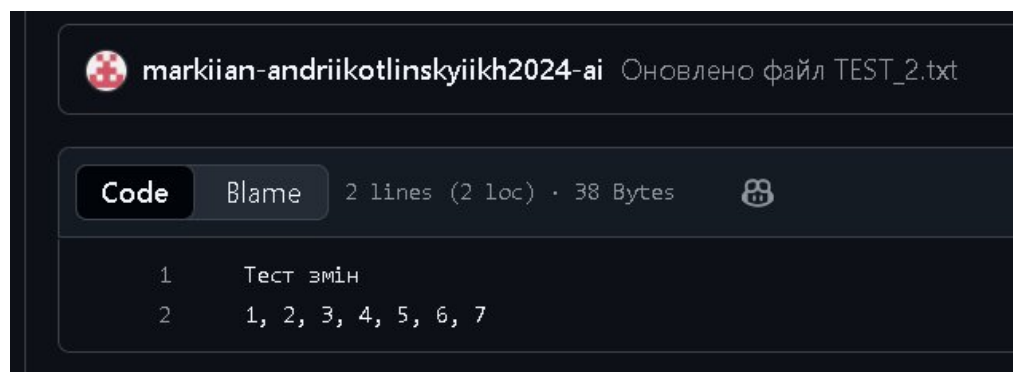 markiian-andriikotlinskyiikh2024-ai Оновлено файл TEST_2.txt
Code Blame 2 lines (2 loc) · 38 Bytes
1 Тест змін
2 1, 2, 3, 4, 5, 6, 7